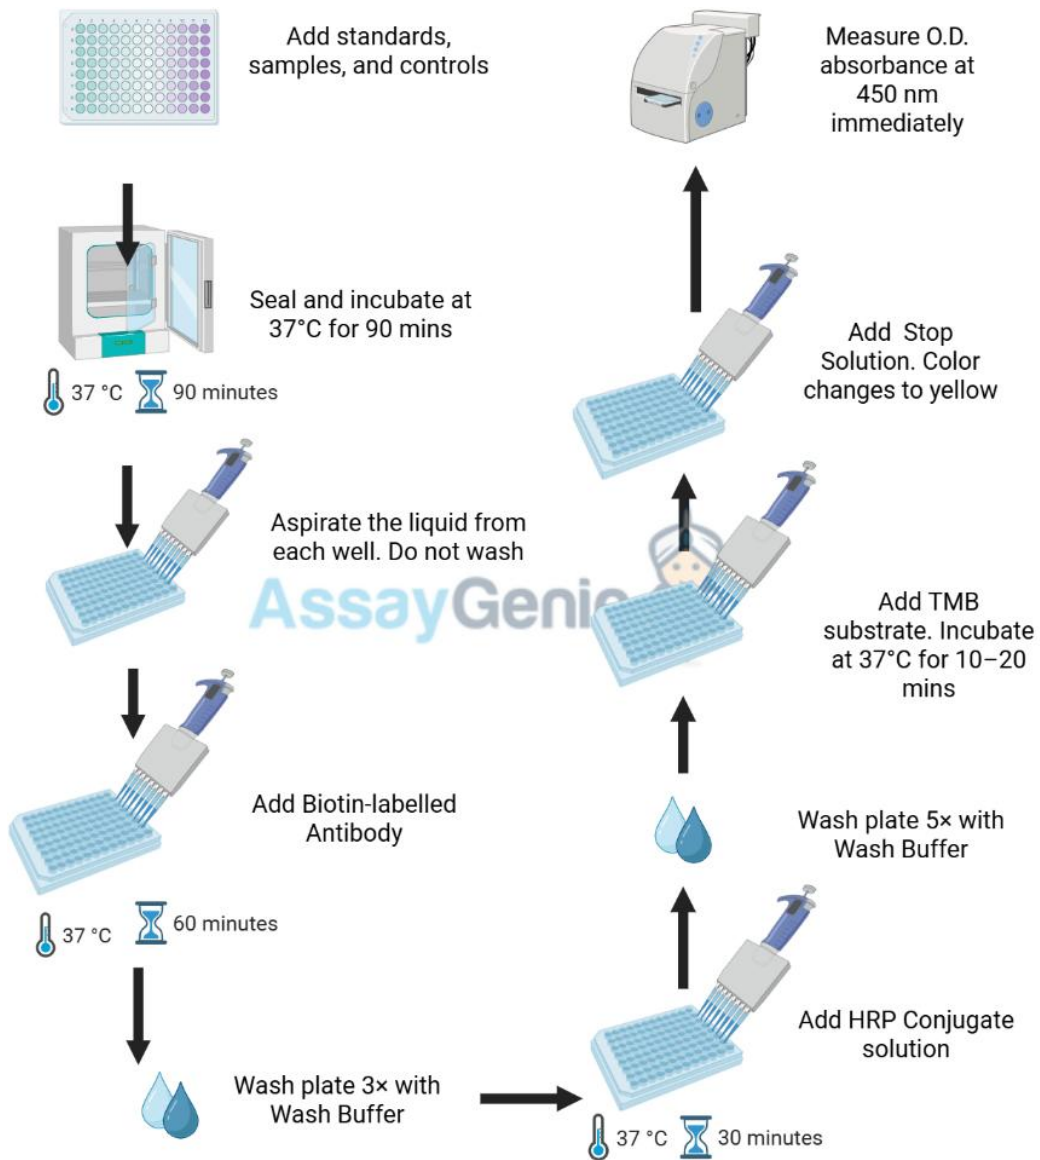 Add standards,
samples, and controls
Seal and incubate at
37°C for 90 mins
37 °C
90 minutes
Aspirate the liquid from
each well. Do not wash
AssayGenie
Add Biotin-labelled
Antibody
37 °C
60 minutes
Wash plate 3× with
Wash Buffer
Add HRP Conjugate
solution
37 °C
30 minutes
Wash plate 5× with
Wash Buffer
Add TMB
substrate. Incubate
at 37°C for 10–20
mins
Add Stop
Solution. Color
changes to yellow
Measure O.D.
absorbance at
450 nm
immediately